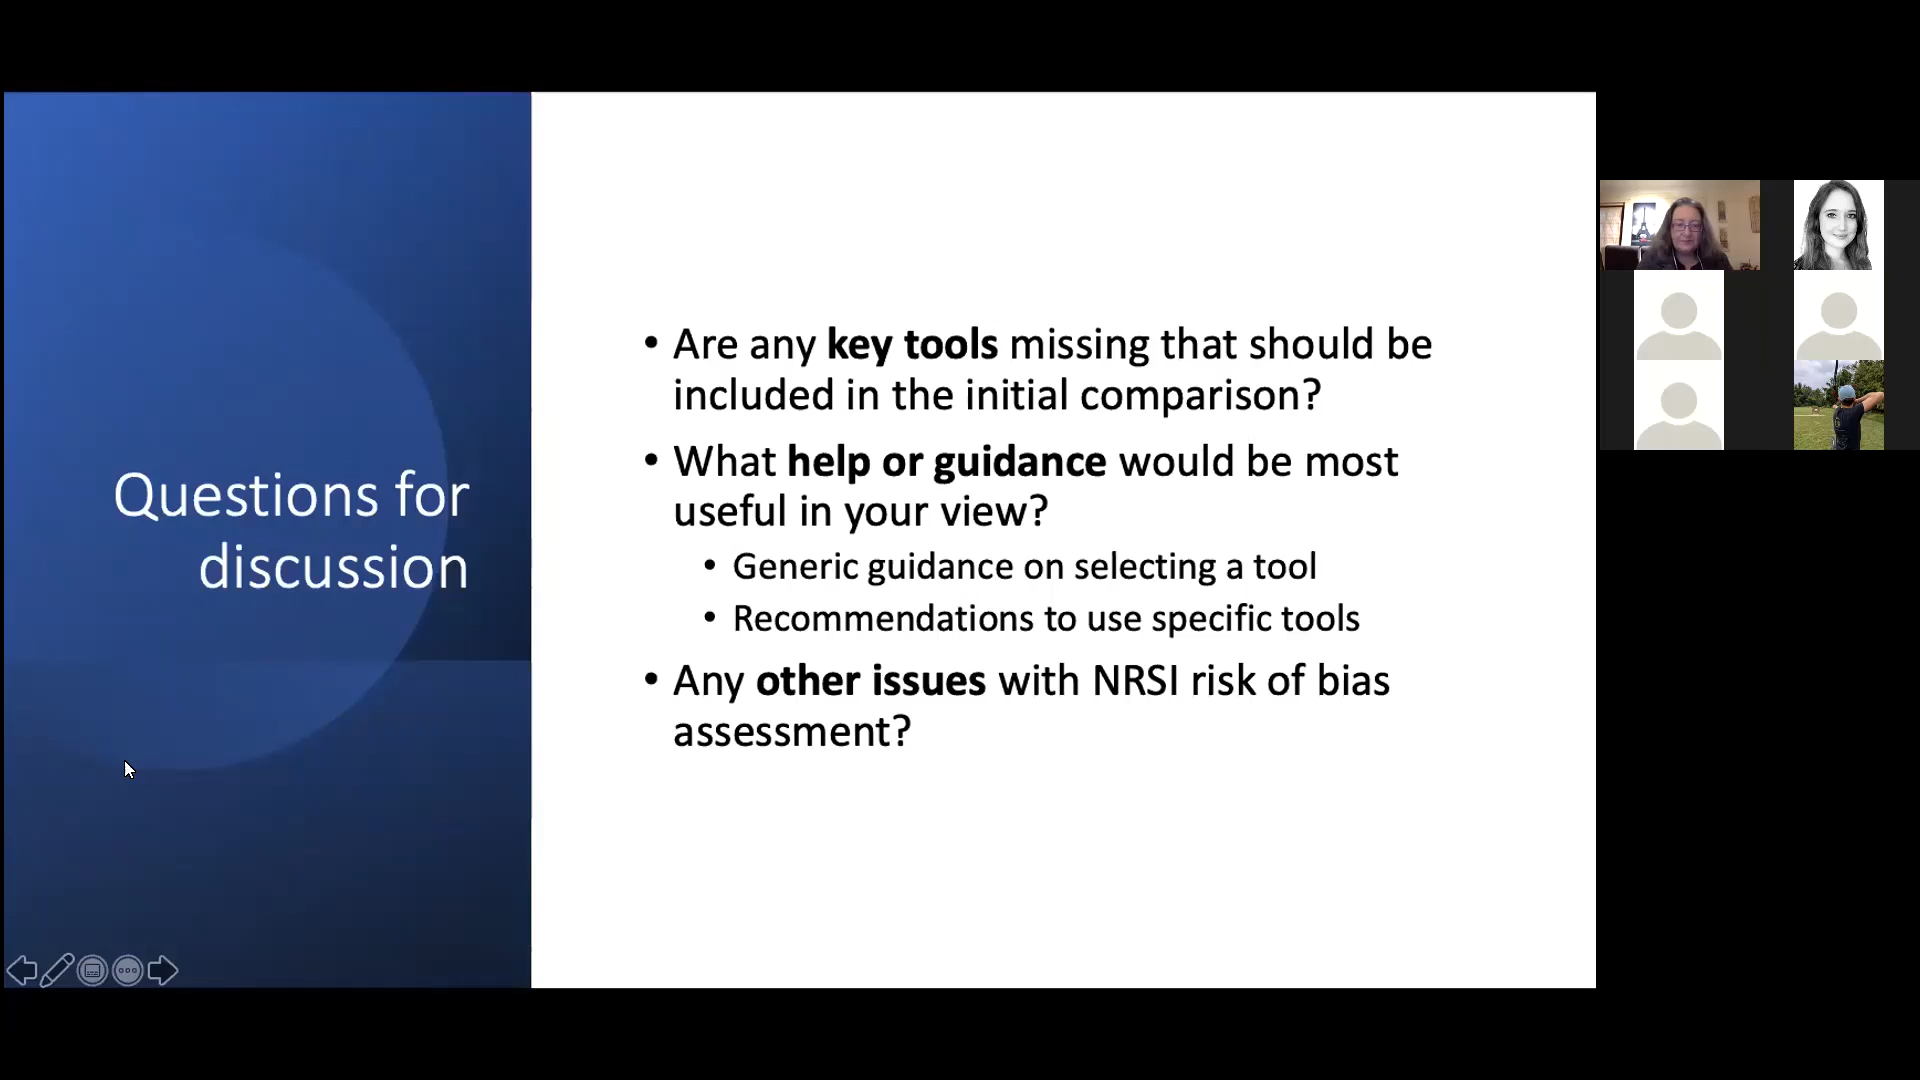 Questions for
discussion
• Are any key tools missing that should be
included in the initial comparison?
• What help or guidance would be most
useful in your view?
• Generic guidance on selecting a tool
• Recommendations to use specific tools
• Any other issues with NRSI risk of bias
assessment?